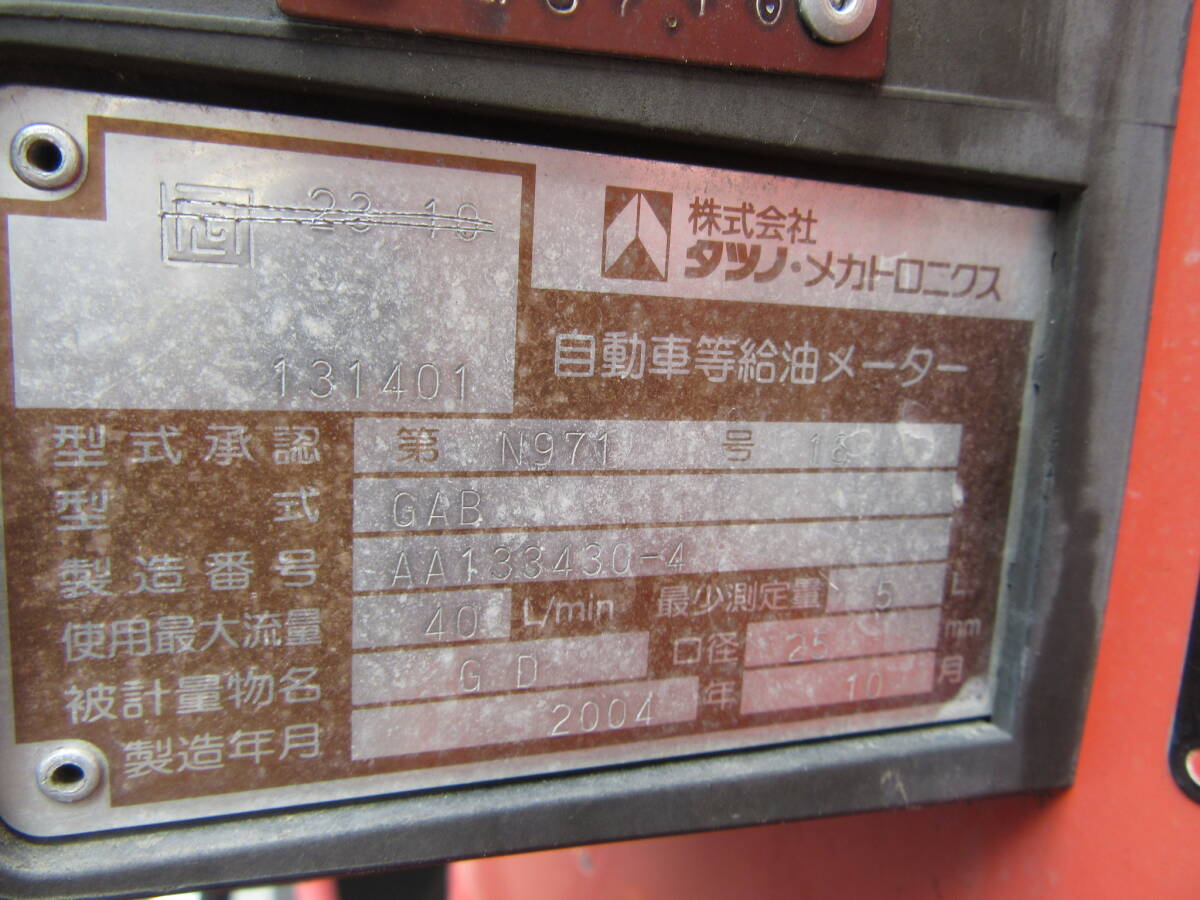 23 10
131401
株式会社
タツノ・メカトロニクス
自動車等給油メーター
型式承認 第 N971 号
型式 GAB
製造番号 AA133430-4
使用最大流量 40 L/min 最少測定量 5 L
被計量物名 G D 口径 25 mm
製造年月 2004 年 10 月